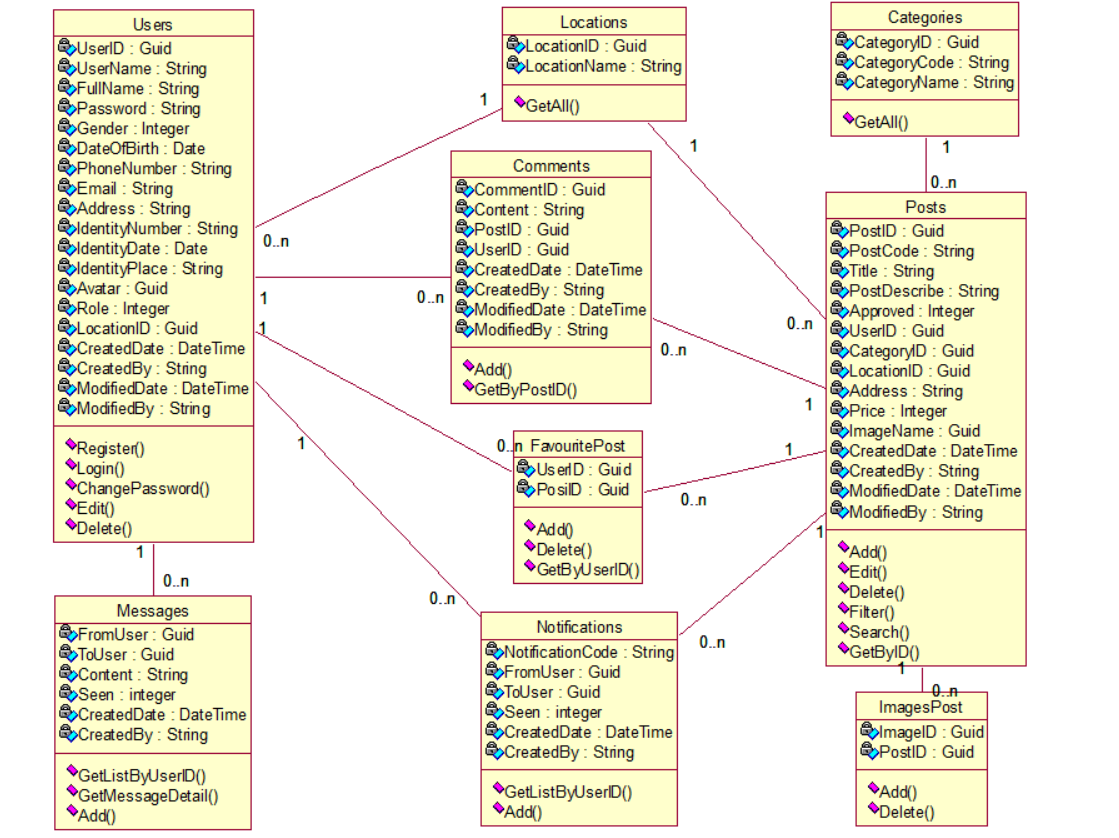 Users
UserID : Guid
UserName : String
FullName : String
Password : String
Gender : Integer
DateOfBirth : Date
PhoneNumber : String
Email : String
Address : String
IdentityNumber : String
IdentityDate : Date
IdentityPlace : String
Avatar : Guid
Role : Integer
LocationID : Guid
CreatedDate : DateTime
CreatedBy : String
ModifiedDate : DateTime
ModifiedBy : String
Register()
Login()
ChangePassword()
Edit()
Delete()
1
0..n
Messages
FromUser : Guid
ToUser : Guid
Content : String
Seen : integer
CreatedDate : DateTime
CreatedBy : String
GetListByUserID()
GetMessageDetail()
Add()
Locations
LocationID : Guid
LocationName : String
GetAll()
1
0..n
1
0..n
Comments
CommentID : Guid
Content : String
PostID : Guid
UserID : Guid
CreatedDate : DateTime
CreatedBy : String
ModifiedDate : DateTime
ModifiedBy : String
Add()
GetByPostID()
1
0..n
0..n
1
FavouritePost
UserID : Guid
PosiID : Guid
Add()
Delete()
GetByUserID()
1
0..n
1
0..n
Notifications
NotificationCode : String
FromUser : Guid
ToUser : Guid
Seen : integer
CreatedDate : DateTime
CreatedBy : String
GetListByUserID()
Add()
1
0..n
1
0..n
Categories
CategoryID : Guid
CategoryCode : String
CategoryName : String
GetAll()
1
0..n
Posts
PostID : Guid
PostCode : String
Title : String
PostDescribe : String
Approved : Integer
UserID : Guid
CategoryID : Guid
LocationID : Guid
Address : String
Price : Integer
ImageName : Guid
CreatedDate : DateTime
CreatedBy : String
ModifiedDate : DateTime
ModifiedBy : String
Add()
Edit()
Delete()
Filter()
Search()
GetByID()
1
0..n
ImagesPost
ImageID : Guid
PostID : Guid
Add()
Delete()